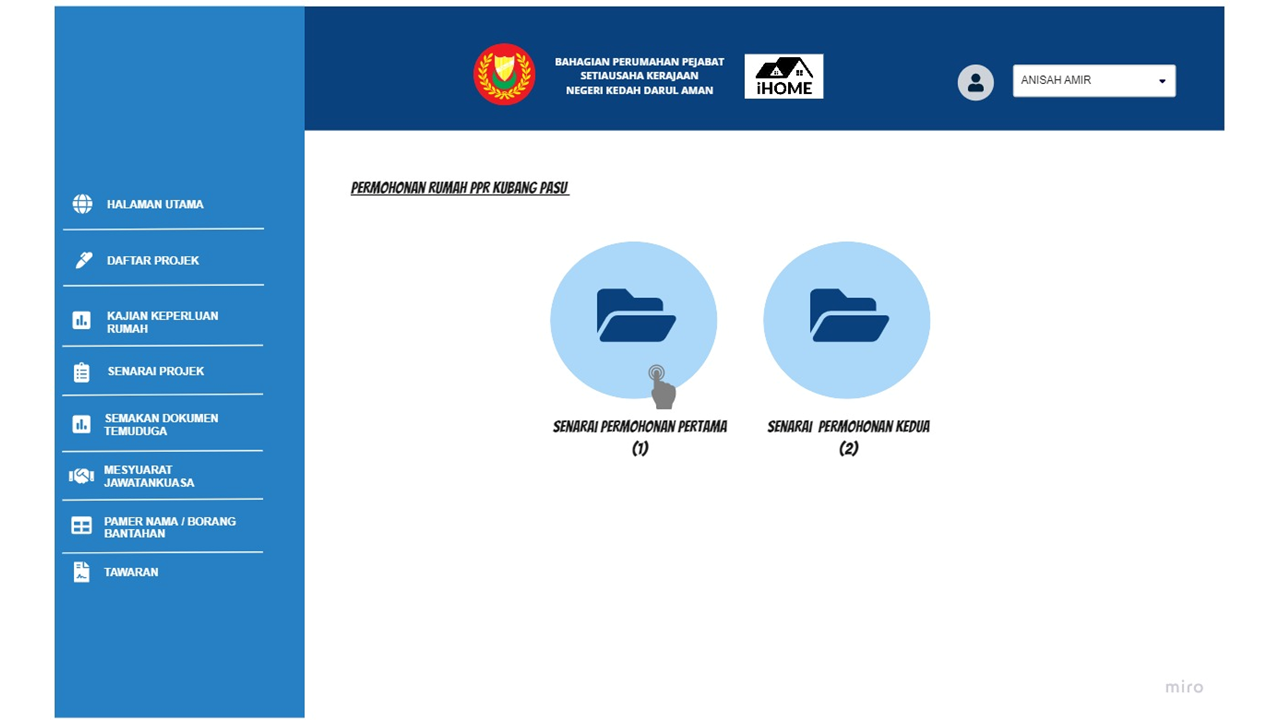 BAHAGIAN PERUMAHAN PEJABAT
SETIAUSAHA KERAJAAN
NEGERI KEDAH DARUL AMAN
iHOME
ANISAH AMIR
HALAMAN UTAMA
DAFTAR PROJEK
KAJIAN KEPERLUAN
RUMAH
SENARAI PROJEK
SEMAKAN DOKUMEN
TEMUDUGA
MESYUARAT
JAWATANKUASA
PAMER NAMA / BORANG
BANTAHAN
TAWARAN
PERMOHONAN RUMAH PPR KUBANG PASU
SENARAI PERMOHONAN PERTAMA
(1)
SENARAI PERMOHONAN KEDUA
(2)
miro